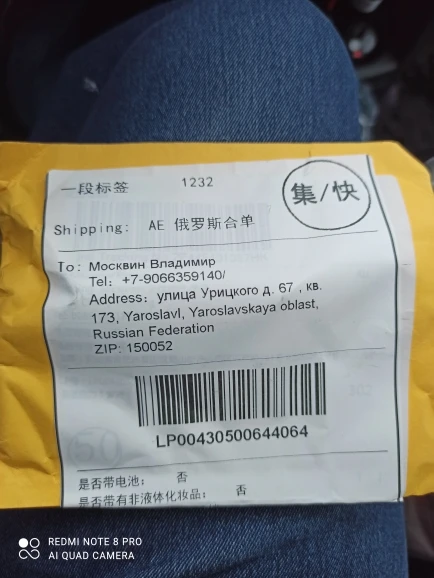 一段标签 1232
集/快
Shipping: AE 俄罗斯合单
To: Москвин Владимир
Tel: +7-9066359140/
Address: улица Урицкого д. 67 , кв.
173, Yaroslavl, Yaroslavskaya oblast,
Russian Federation
ZIP: 150052
LP00430500644064
是否带电池: 否
是否带有非液体化妆品: 否
REDMI NOTE 8 PRO
AI QUAD CAMERA